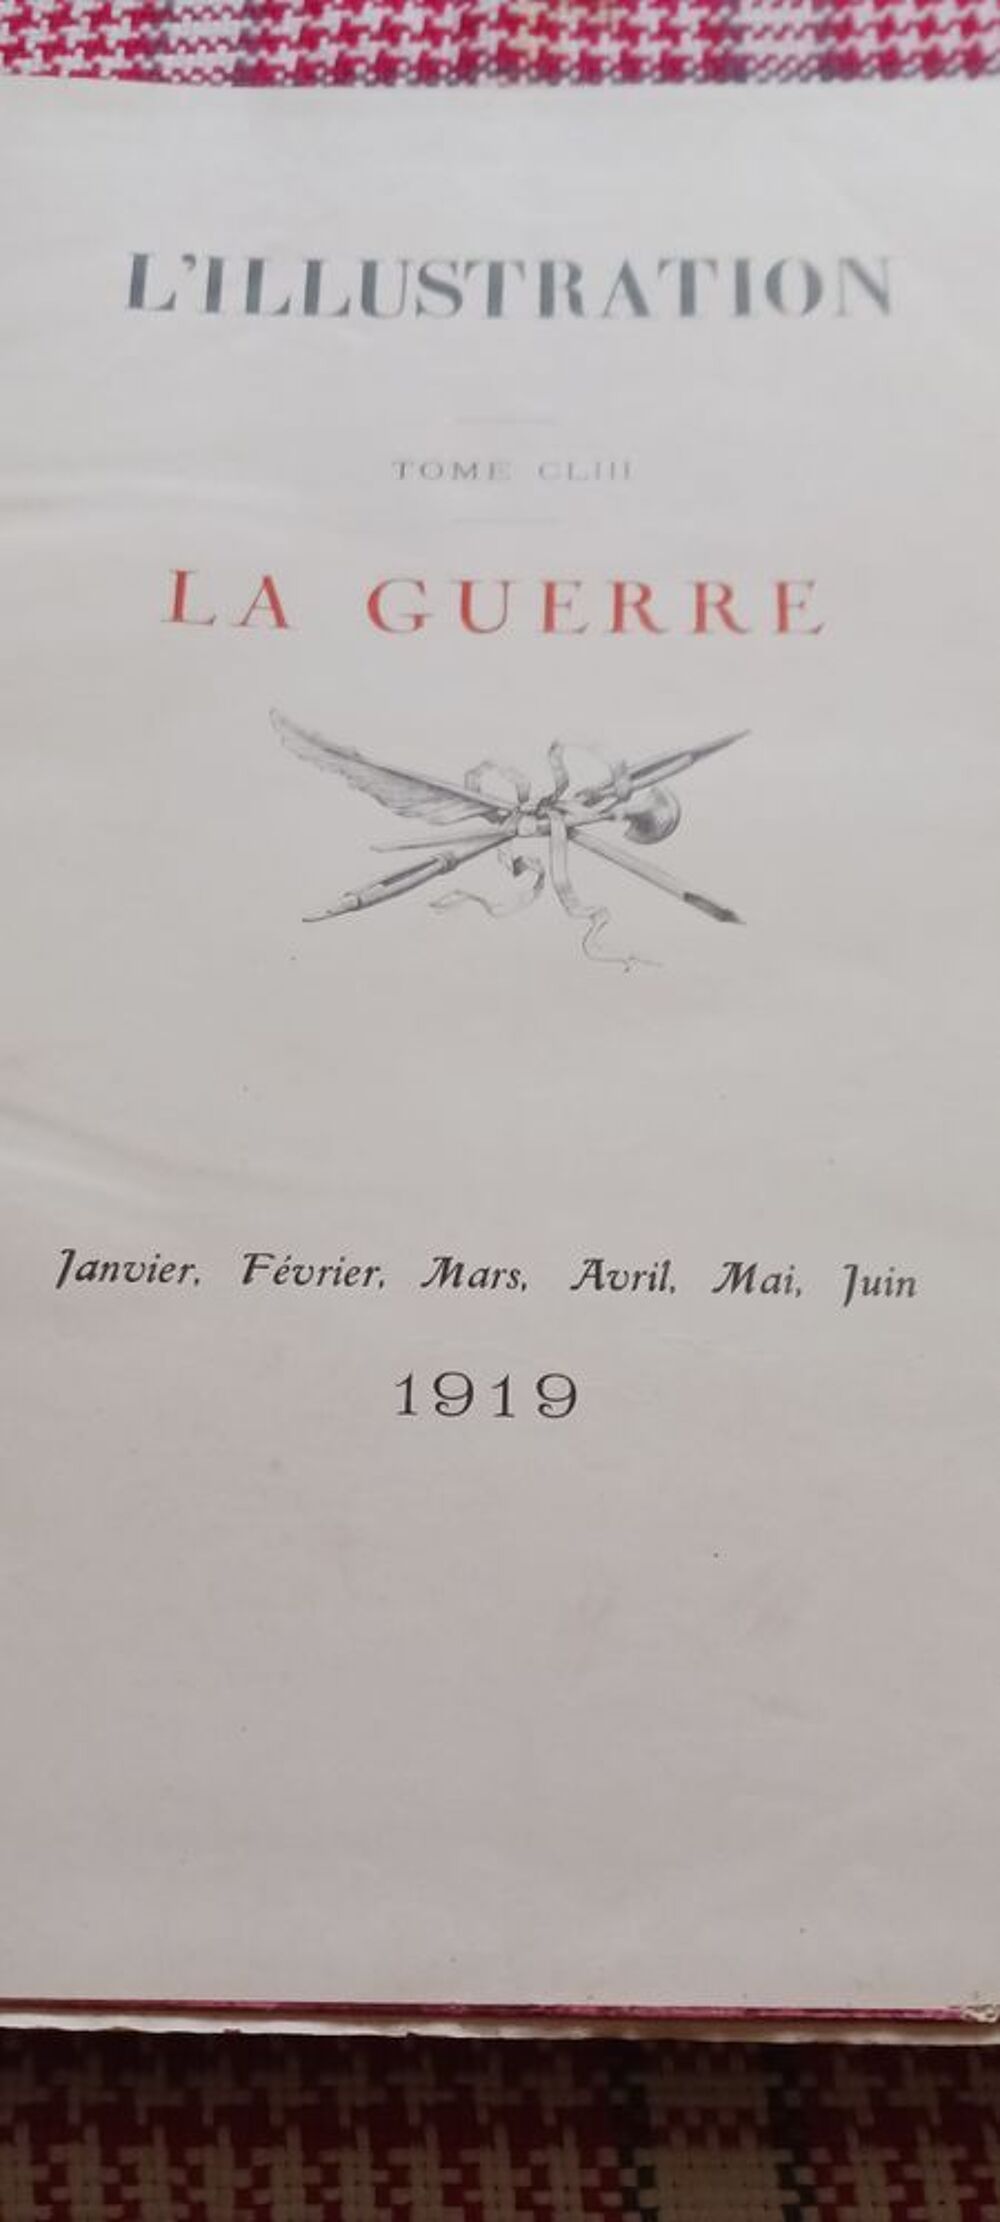 L'ILLUSTRATION
TOME CLIII
LA GUERRE
Janvier, Février, Mars, Avril, Mai, Juin
1919